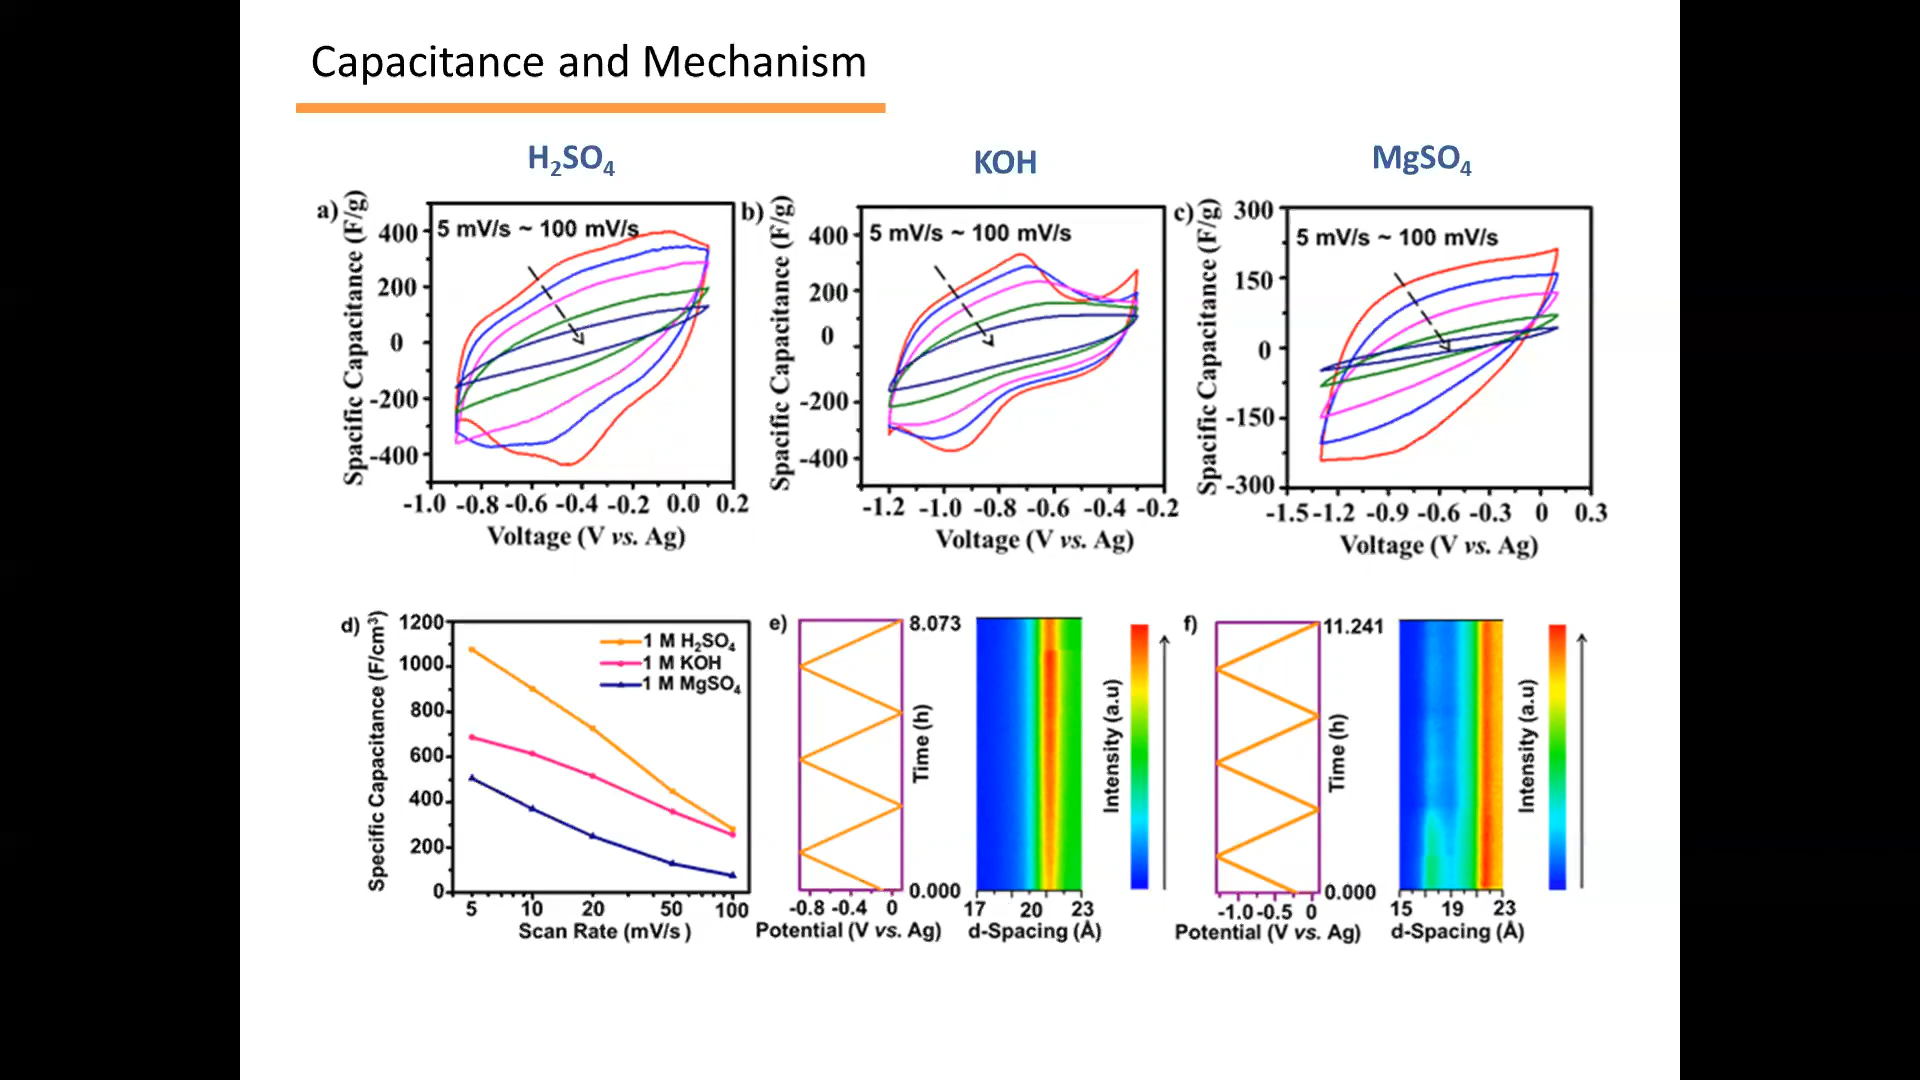 Capacitance and Mechanism
H₂SO₄
KOH
MgSO₄
a)
5 mV/s ~ 100 mV/s
Spacific Capacitance (F/g)
400
200
0
-200
-400
-1.0 -0.8 -0.6 -0.4 -0.2 0.0 0.2
Voltage (V vs. Ag)
b)
5 mV/s ~ 100 mV/s
Spacific Capacitance (F/g)
400
200
0
-200
-400
-1.2 -1.0 -0.8 -0.6 -0.4 -0.2
Voltage (V vs. Ag)
c)
5 mV/s ~ 100 mV/s
Spacific Capacitance (F/g)
300
150
0
-150
-300
-1.5 -1.2 -0.9 -0.6 -0.3 0 0.3
Voltage (V vs. Ag)
d)
Specific Capacitance (F/cm³)
1200
1000
800
600
400
200
0
1 M H₂SO₄
1 M KOH
1 M MgSO₄
5 10 20 50 100
Scan Rate (mV/s )
e)
8.073
Time (h)
0.000
-0.8 -0.4 0
Potential (V vs. Ag)
17 20 23
d-Spacing (Å)
Intensity (a.u)
f)
11.241
Time (h)
0.000
-1.0 -0.5 0
Potential (V vs. Ag)
15 19 23
d-Spacing (Å)
Intensity (a.u)